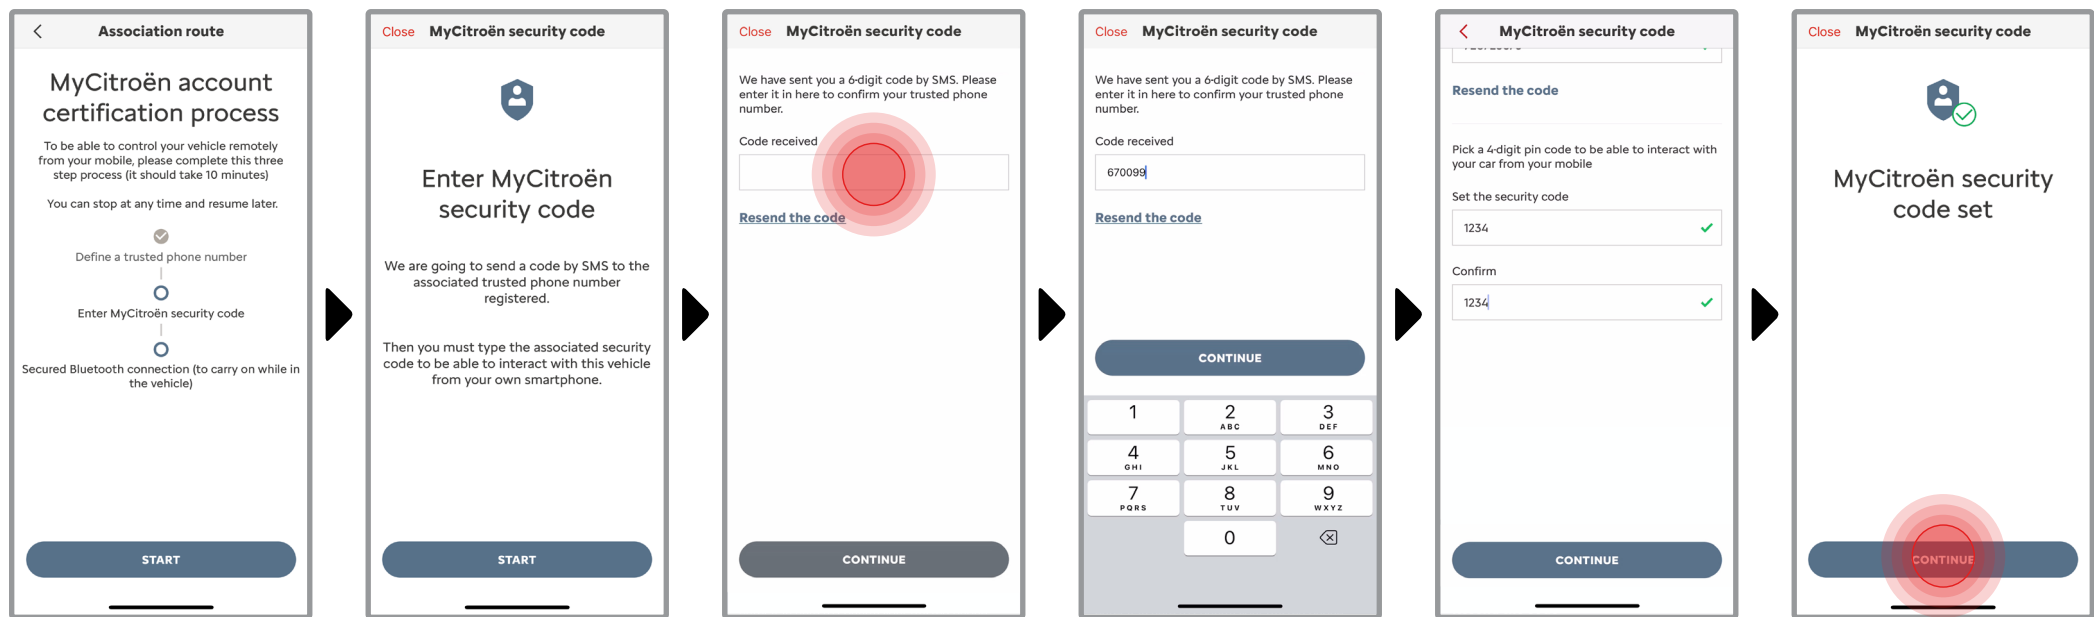 Association route
MyCitroën account
certification process
To be able to control your vehicle remotely
from your mobile, please complete this three
step process (it should take 10 minutes)
You can stop at any time and resume later.
Define a trusted phone number
Enter MyCitroën security code
Secured Bluetooth connection (to carry on while in
the vehicle)
START
Close MyCitroën security code
Enter MyCitroën
security code
We are going to send a code by SMS to the
associated trusted phone number
registered.
Then you must type the associated security
code to be able to interact with this vehicle
from your own smartphone.
START
Close MyCitroën security code
We have sent you a 6-digit code by SMS. Please
enter it in here to confirm your trusted phone
number.
Code received
Resend the code
CONTINUE
Close MyCitroën security code
We have sent you a 6-digit code by SMS. Please
enter it in here to confirm your trusted phone
number.
Code received
670099
Resend the code
CONTINUE
1 2 3
ABC DEF
4 5 6
GHI JKL MNO
7 8 9
PQRS TUV WXYZ
0
MyCitroën security code
Resend the code
Pick a 4-digit pin code to be able to interact with
your car from your mobile
Set the security code
1234
Confirm
1234
CONTINUE
Close MyCitroën security code
MyCitroën security
code set
CONTINUE